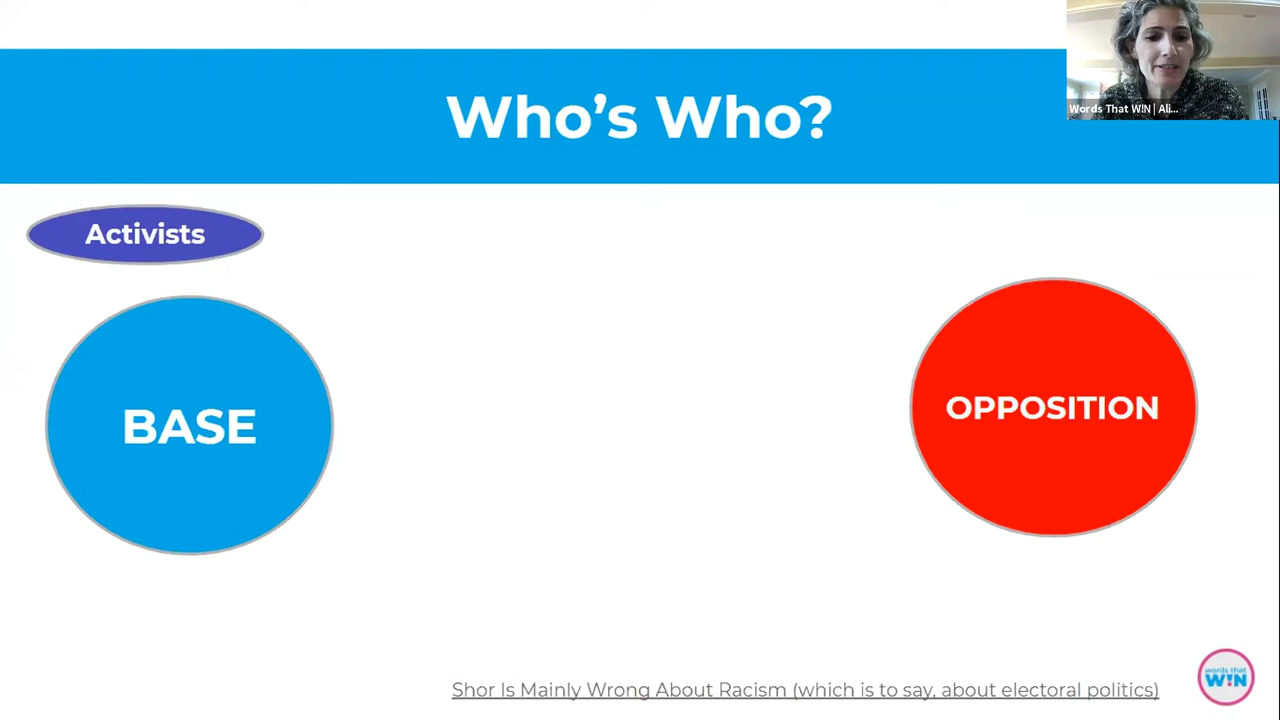 Words That W!N | Ali...
Who's Who?
Activists
BASE
OPPOSITION
Shor Is Mainly Wrong About Racism (which is to say, about electoral politics)
words that
W!N